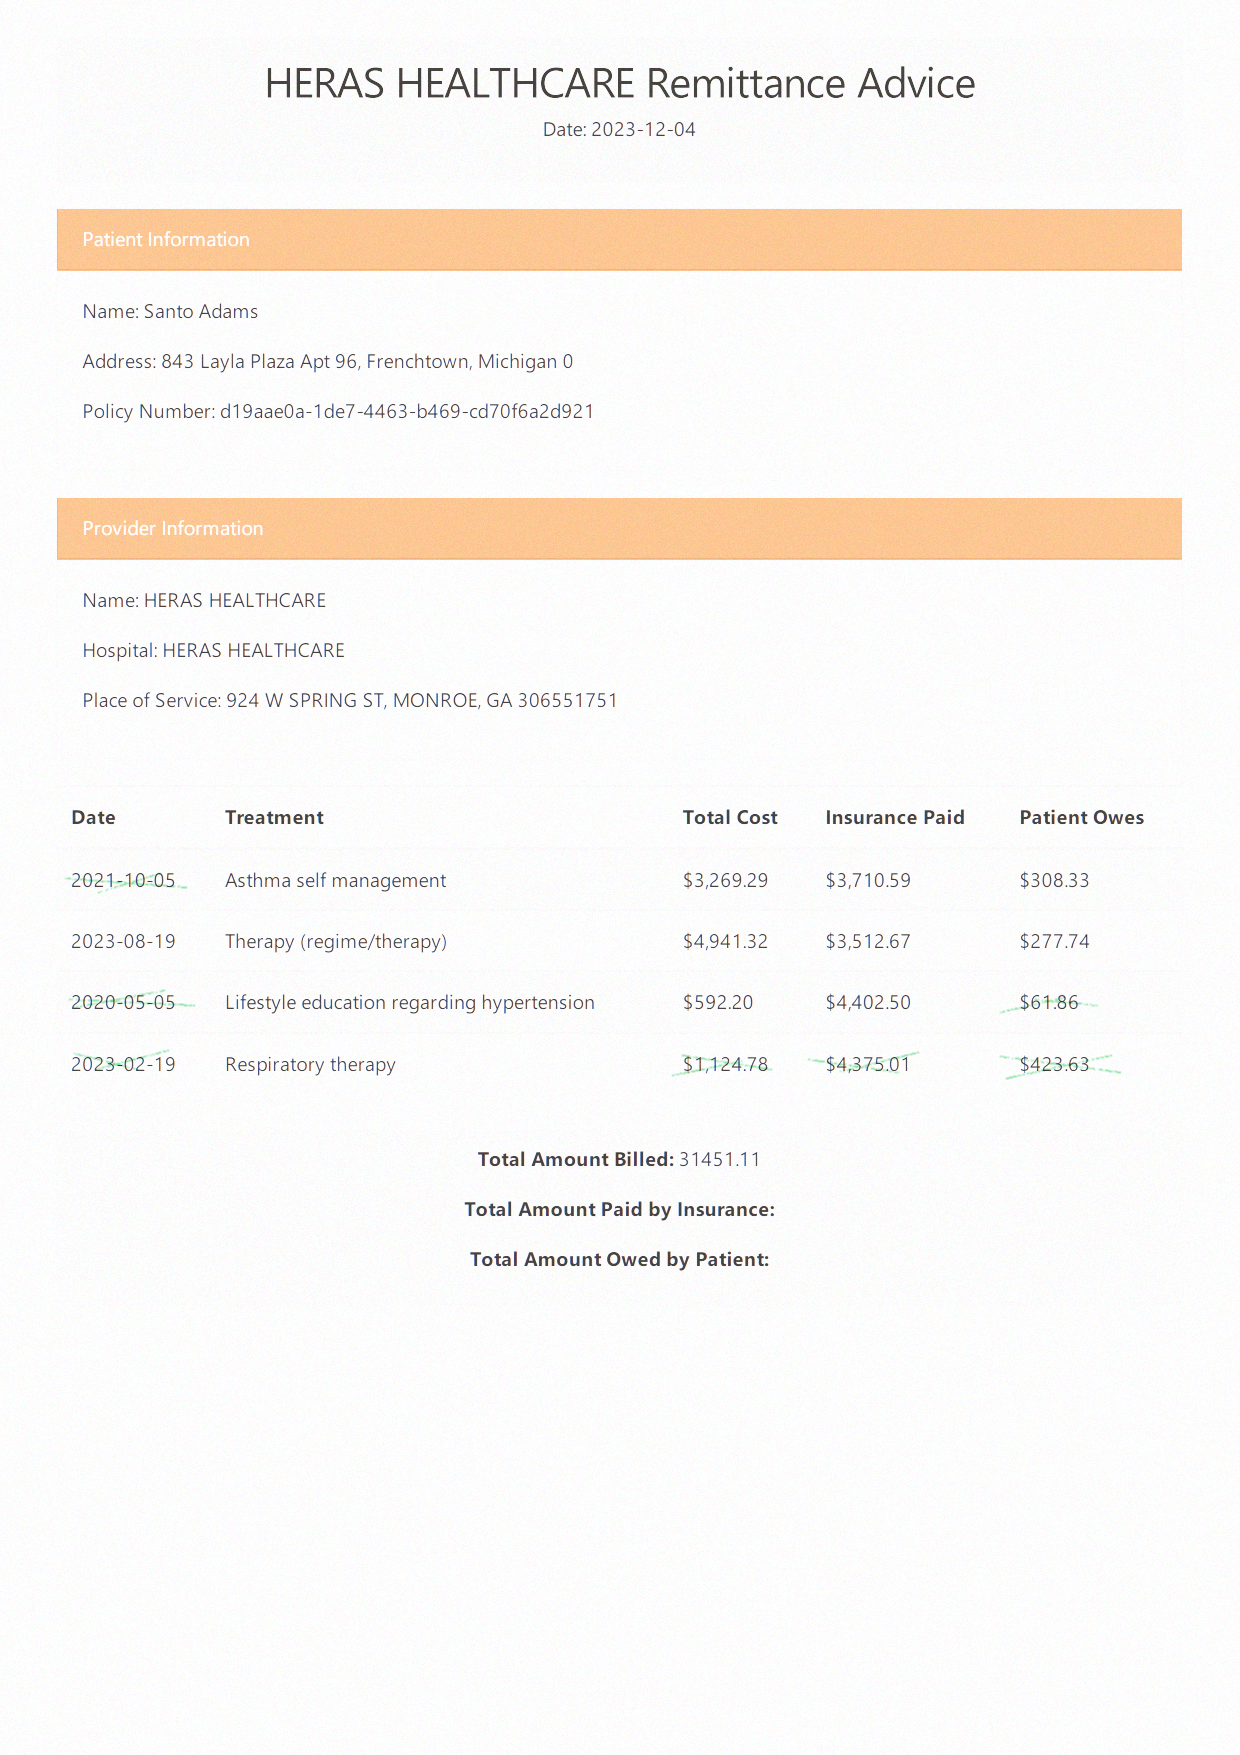 HERAS HEALTHCARE Remittance Advice
Date: 2023-12-04
Patient Information
Name: Santo Adams
Address: 843 Layla Plaza Apt 96, Frenchtown, Michigan 0
Policy Number: d19aae0a-1de7-4463-b469-cd70f6a2d921
Provider Information
Name: HERAS HEALTHCARE
Hospital: HERAS HEALTHCARE
Place of Service: 924 W SPRING ST, MONROE, GA 306551751
Date Treatment Total Cost Insurance Paid Patient Owes
2021-10-05 Asthma self management $3,269.29 $3,710.59 $308.33
2023-08-19 Therapy (regime/therapy) $4,941.32 $3,512.67 $277.74
2020-05-05 Lifestyle education regarding hypertension $592.20 $4,402.50 $61.86
2023-02-19 Respiratory therapy $1,124.78 $4,375.01 $423.63
Total Amount Billed: 31451.11
Total Amount Paid by Insurance:
Total Amount Owed by Patient: